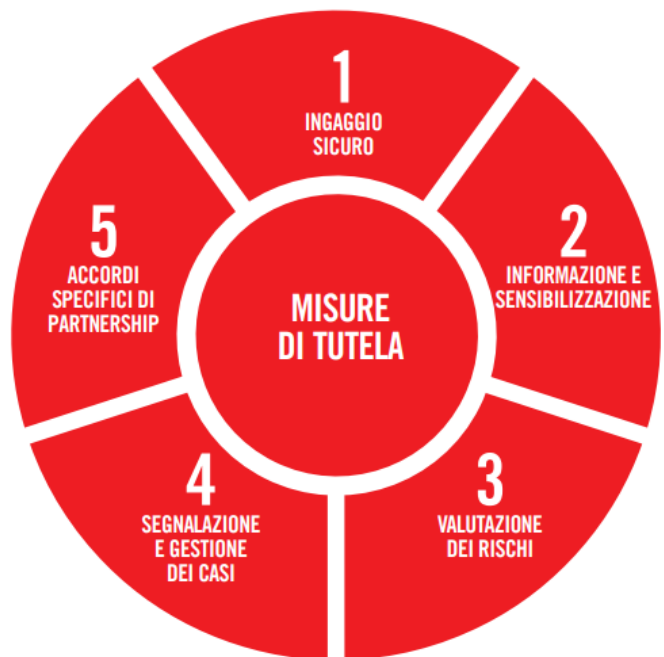 1
INGAGGIO
SICURO
2
INFORMAZIONE E
SENSIBILIZZAZIONE
3
VALUTAZIONE
DEI RISCHI
4
SEGNALAZIONE
E GESTIONE
DEI CASI
5
ACCORDI
SPECIFICI DI
PARTNERSHIP
MISURE
DI TUTELA